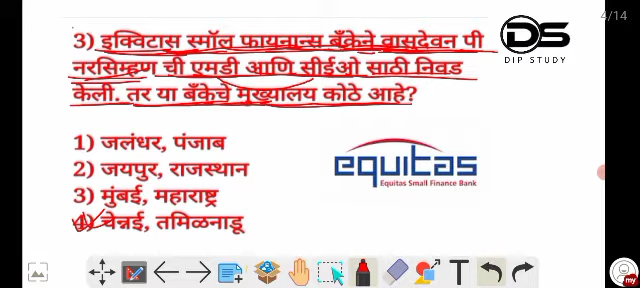 4/14
3) इक्विटास स्मॉल फायनान्स बँकेने वासुदेवन पी
नरसिम्हण ची एमडी आणि सीईओ साठी निवड
केली. तर या बँकेचे मुख्यालय कोठे आहे?
DS
DIP STUDY
1) जलंधर, पंजाब
2) जयपुर, राजस्थान
3) मुंबई, महाराष्ट्र
4) चेन्नई, तमिळनाडू
equitas
Equitas Small Finance Bank
T
my